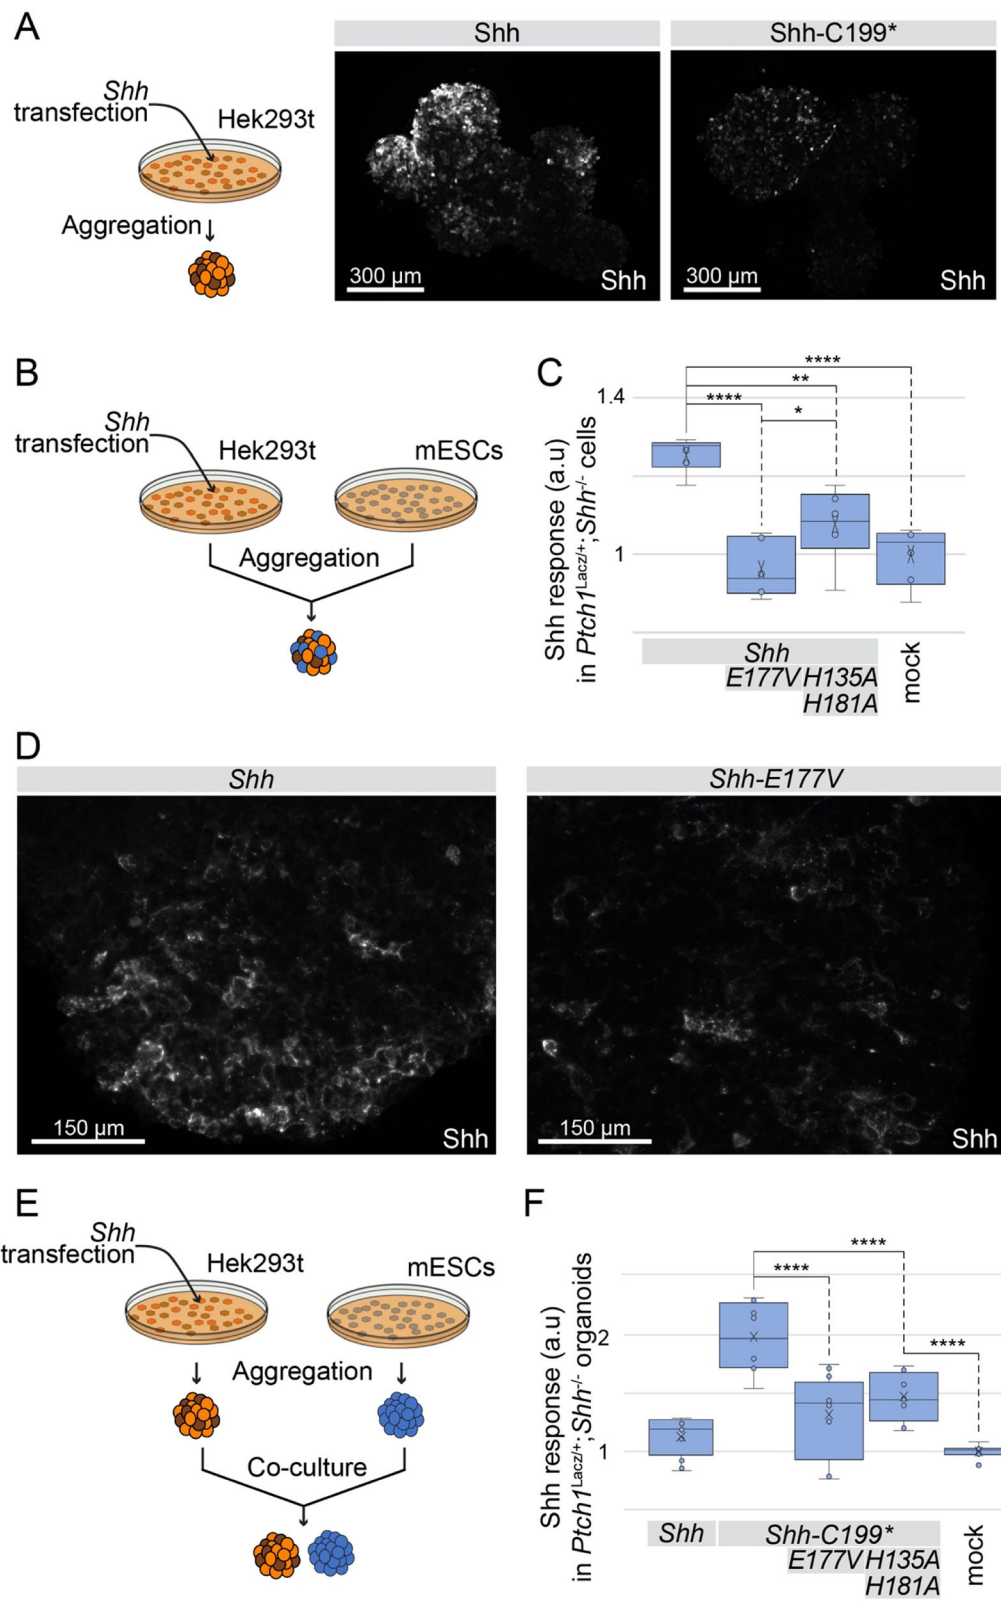 A
Shh
transfection
Hek293t
Aggregation
Shh
Shh-C199*
300 µm
Shh
300 µm
Shh
B
Shh
transfection
Hek293t
mESCs
Aggregation
C
Shh response (a.u)
in Ptch1Lacz/+;Shh-/- cells
1.4
1
****
**
****
*
Shh
E177V H135A
H181A
mock
D
Shh
Shh-E177V
150 µm
Shh
150 µm
Shh
E
Shh
transfection
Hek293t
mESCs
Aggregation
Co-culture
F
Shh response (a.u)
in Ptch1Lacz/+;Shh-/- organoids
2
1
****
****
****
Shh
Shh-C199*
E177V H135A
H181A
mock